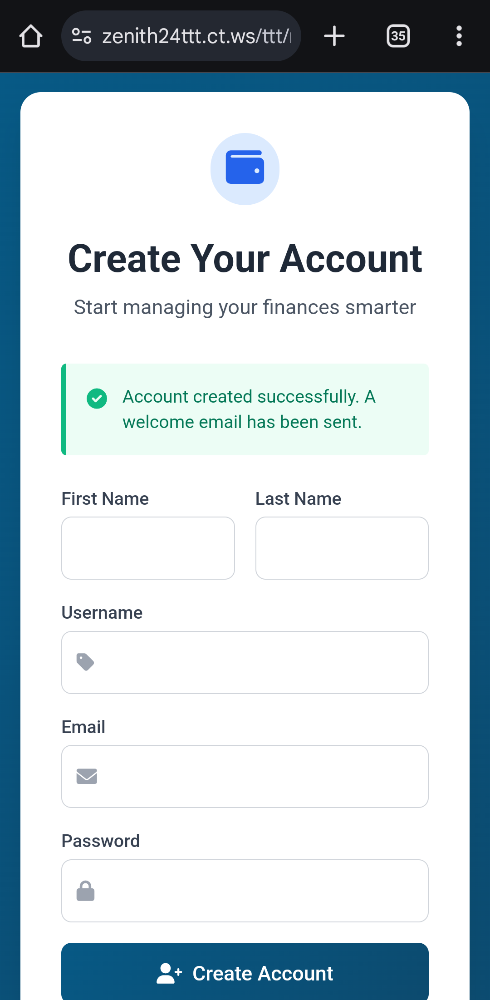 zenith24ttt.ct.ws/ttt/
35
Create Your Account
Start managing your finances smarter
Account created successfully. A
welcome email has been sent.
First Name
Last Name
Username
Email
Password
Create Account